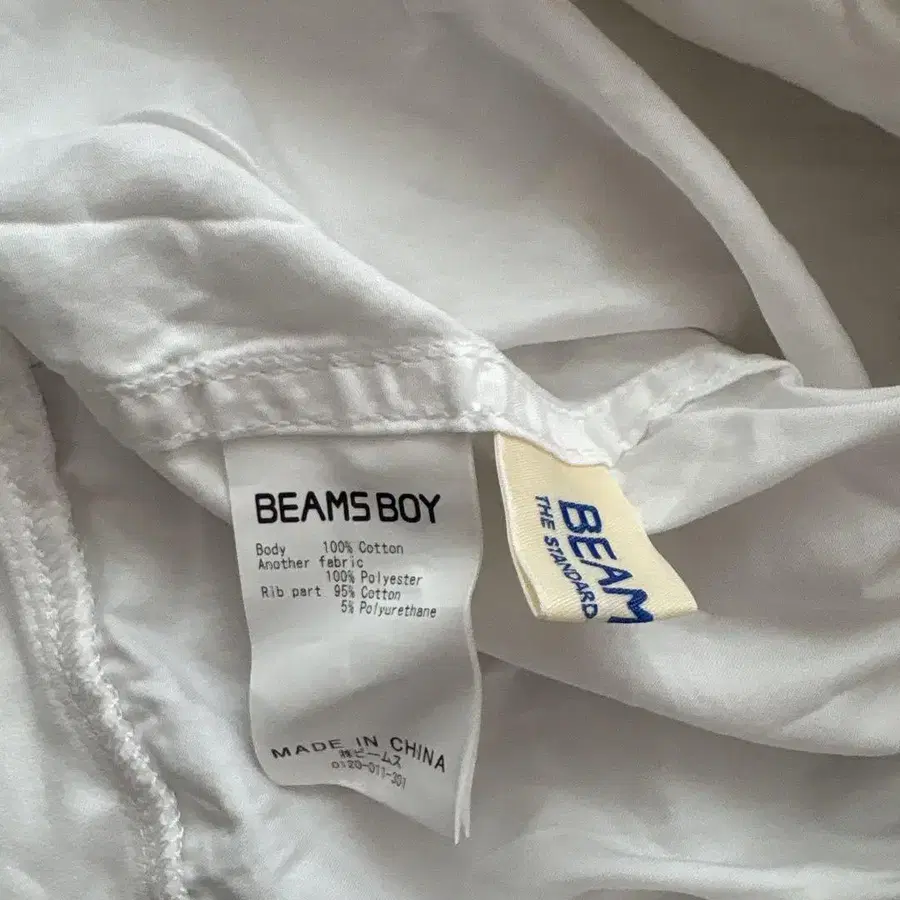 BEAMS BOY
Body 100% Cotton
Another fabric
100% Polyester
Rib part 95% Cotton
5% Polyurethane
MADE IN CHINA
㈱ビームス
0120-011-301
BEAM
THE STANDARD